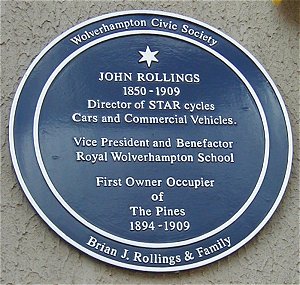 Wolverhampton Civic Society
JOHN ROLLINGS
1850-1909
Director of STAR cycles
Cars and Commercial Vehicles.
Vice President and Benefactor
Royal Wolverhampton School
First Owner Occupier
of
The Pines
1894-1909
Brian J. Rollings & Family